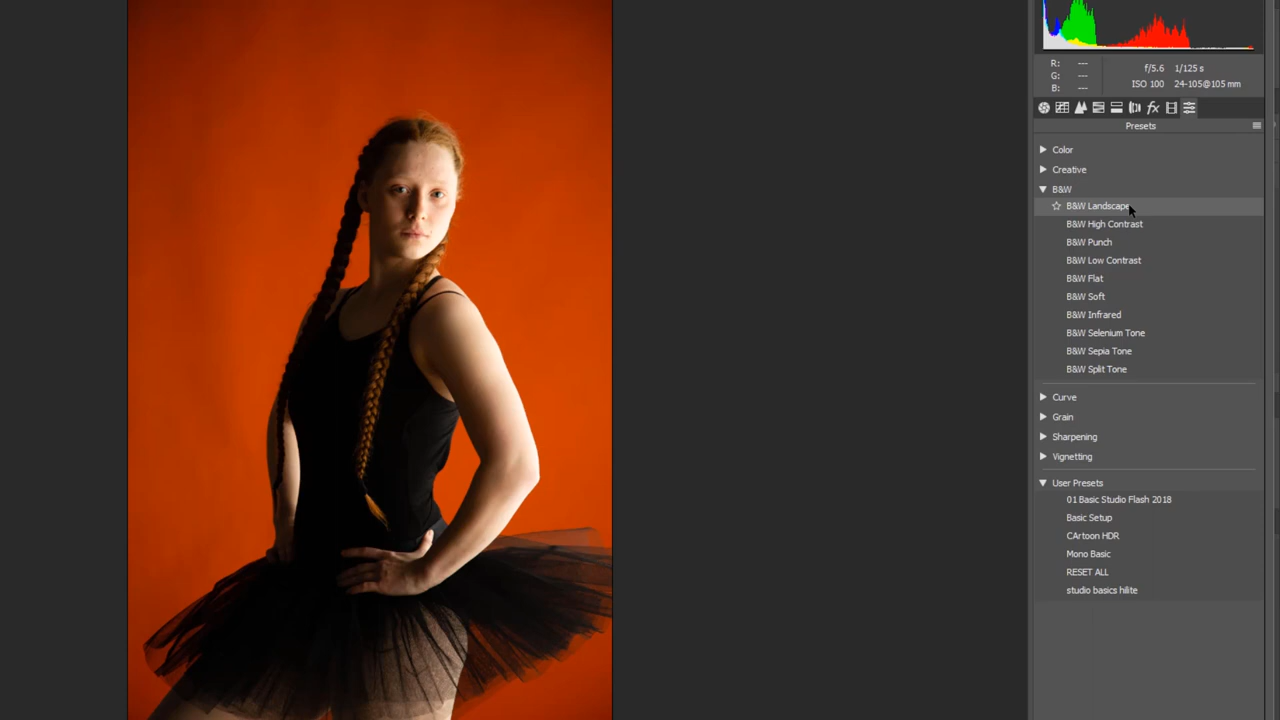 R: ---
G: ---
B: ---
f/5.6 1/125 s
ISO 100 24-105@105 mm
fx
Presets
Color
Creative
B&W
B&W Landscape
B&W High Contrast
B&W Punch
B&W Low Contrast
B&W Flat
B&W Soft
B&W Infrared
B&W Selenium Tone
B&W Sepia Tone
B&W Split Tone
Curve
Grain
Sharpening
Vignetting
User Presets
01 Basic Studio Flash 2018
Basic Setup
CArtoon HDR
Mono Basic
RESET ALL
studio basics hilite